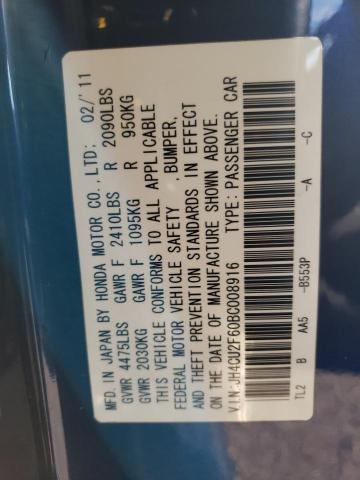 MFD. IN JAPAN BY HONDA MOTOR CO., LTD; 02/'11
GVWR 4475LBS GAWR F 2410LBS R 2090LBS
GVWR 2030KG GAWR F 1095KG R 950KG
THIS VEHICLE CONFORMS TO ALL APPLICABLE
FEDERAL MOTOR VEHICLE SAFETY, BUMPER,
AND THEFT PREVENTION STANDARDS IN EFFECT
ON THE DATE OF MANUFACTURE SHOWN ABOVE.
V.I.N:JH4CU2F60BC008916 TYPE: PASSENGER CAR
TL2 B AA5 -B553P -A -C